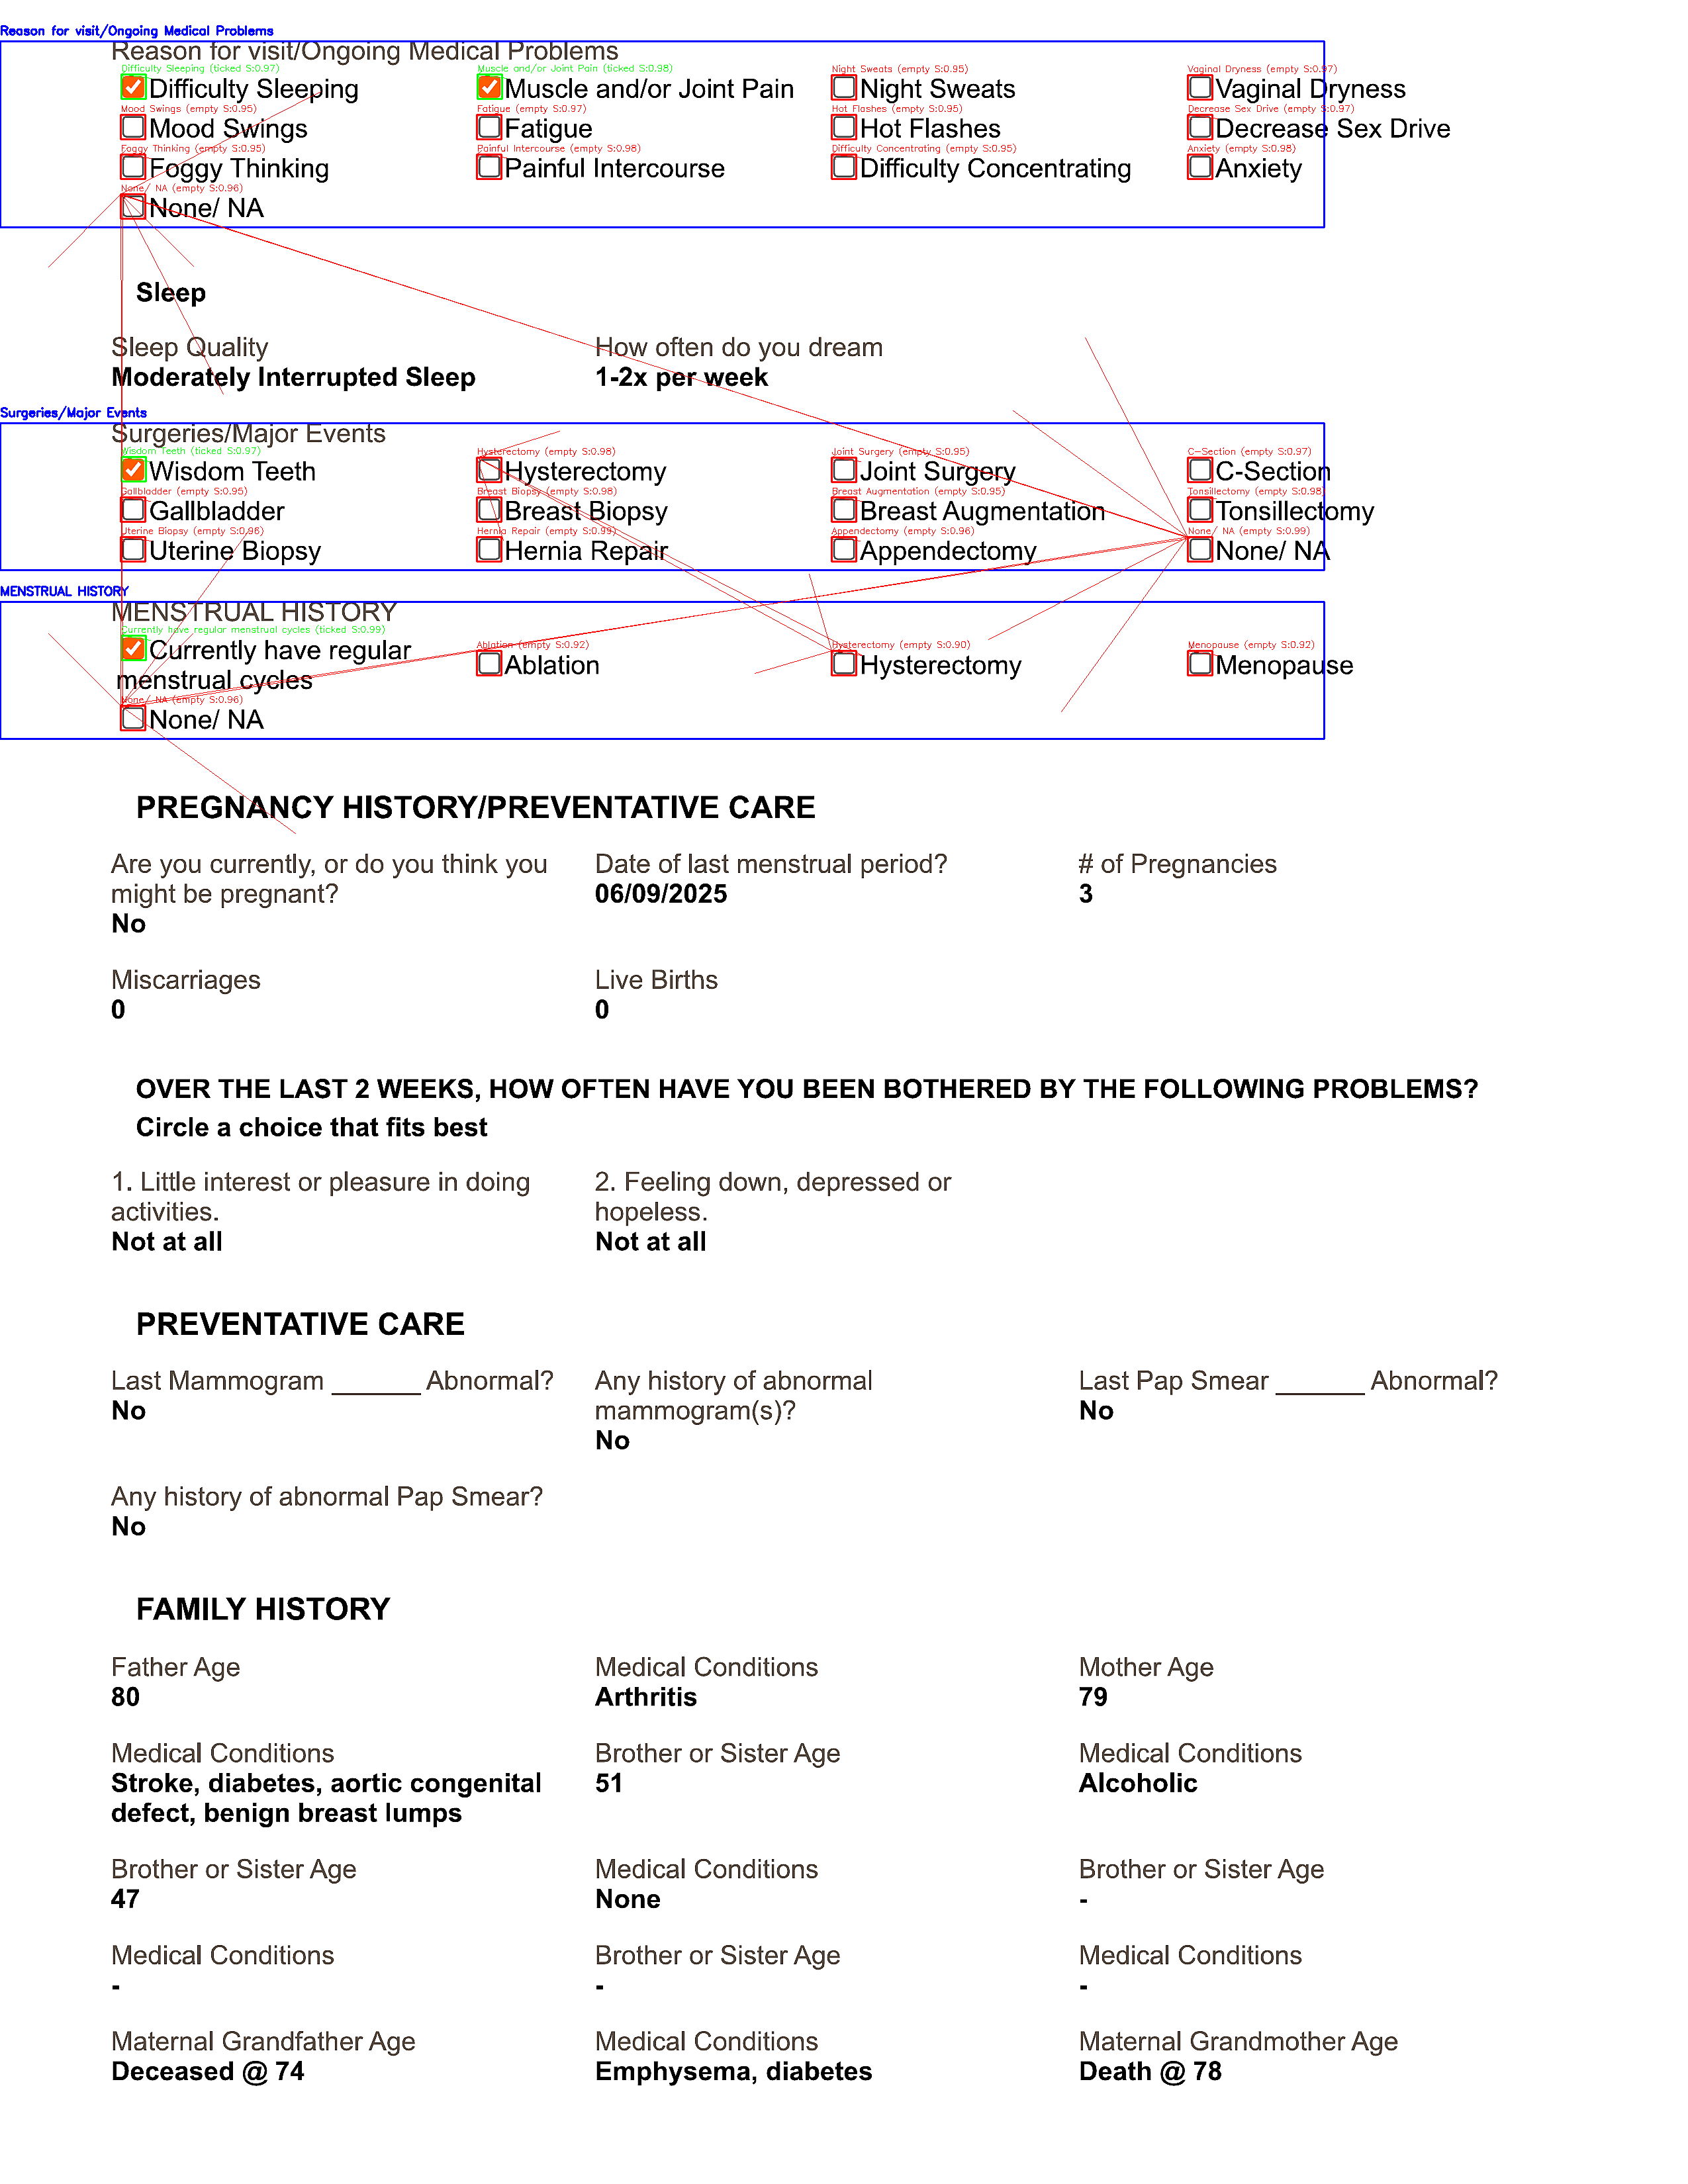 Reason for visit/Ongoing Medical Problems
Reason for visit/Ongoing Medical Problems
Difficulty Sleeping (ticked S:0.97) Muscle and/or Joint Pain (ticked S:0.98) Night Sweats (empty S:0.95) Vaginal Dryness (empty S:0.97)
Difficulty Sleeping Muscle and/or Joint Pain Night Sweats Vaginal Dryness
Mood Swings (empty S:0.95) Fatigue (empty S:0.97) Hot Flashes (empty S:0.95) Decrease Sex Drive (empty S:0.97)
Mood Swings Fatigue Hot Flashes Decrease Sex Drive
Foggy Thinking (empty S:0.95) Painful Intercourse (empty S:0.98) Difficulty Concentrating (empty S:0.95) Anxiety (empty S:0.98)
Foggy Thinking Painful Intercourse Difficulty Concentrating Anxiety
None/ NA (empty S:0.96)
None/ NA
Sleep
Sleep Quality How often do you dream
Moderately Interrupted Sleep 1-2x per week
Surgeries/Major Events
Surgeries/Major Events
Wisdom Teeth (ticked S:0.97) Hysterectomy (empty S:0.98) Joint Surgery (empty S:0.95) C-Section (empty S:0.97)
Wisdom Teeth Hysterectomy Joint Surgery C-Section
Gallbladder (empty S:0.95) Breast Biopsy (empty S:0.98) Breast Augmentation (empty S:0.95) Tonsillectomy (empty S:0.98)
Gallbladder Breast Biopsy Breast Augmentation Tonsillectomy
Uterine Biopsy (empty S:0.96) Hernia Repair (empty S:0.99) Appendectomy (empty S:0.96) None/ NA (empty S:0.99)
Uterine Biopsy Hernia Repair Appendectomy None/ NA
MENSTRUAL HISTORY
MENSTRUAL HISTORY
Currently have regular menstrual cycles (ticked S:0.99)
Ablation (empty S:0.92) Hysterectomy (empty S:0.90) Menopause (empty S:0.92)
Currently have regular
menstrual cycles Ablation Hysterectomy Menopause
None/ NA (empty S:0.96)
None/ NA
PREGNANCY HISTORY/PREVENTATIVE CARE
Are you currently, or do you think you Date of last menstrual period? # of Pregnancies
might be pregnant? 06/09/2025 3
No
Miscarriages Live Births
0 0
OVER THE LAST 2 WEEKS, HOW OFTEN HAVE YOU BEEN BOTHERED BY THE FOLLOWING PROBLEMS?
Circle a choice that fits best
1. Little interest or pleasure in doing 2. Feeling down, depressed or
activities. hopeless.
Not at all Not at all
PREVENTATIVE CARE
Last Mammogram ______ Abnormal? Any history of abnormal Last Pap Smear ______ Abnormal?
No mammogram(s)? No
No
Any history of abnormal Pap Smear?
No
FAMILY HISTORY
Father Age Medical Conditions Mother Age
80 Arthritis 79
Medical Conditions Brother or Sister Age Medical Conditions
Stroke, diabetes, aortic congenital 51 Alcoholic
defect, benign breast lumps
Brother or Sister Age Medical Conditions Brother or Sister Age
47 None -
Medical Conditions Brother or Sister Age Medical Conditions
- - -
Maternal Grandfather Age Medical Conditions Maternal Grandmother Age
Deceased @ 74 Emphysema, diabetes Death @ 78